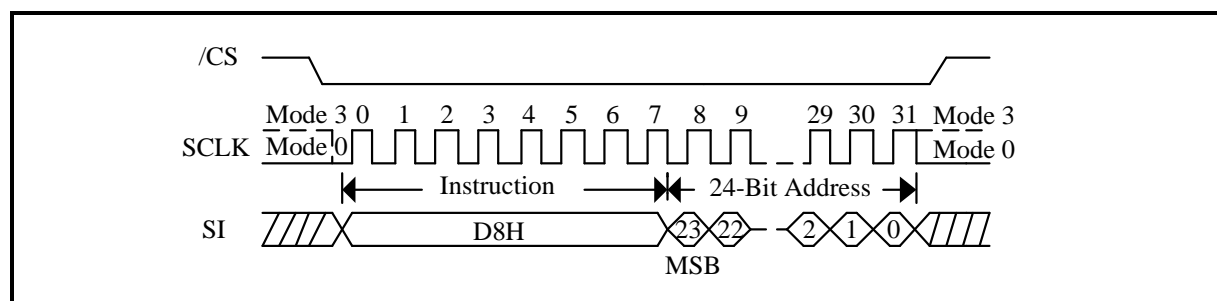 /CS
Mode 3 0 1 2 3 4 5 6 7 8 9 29 30 31 Mode 3
SCLK Mode 0 Mode 0
Instruction 24-Bit Address
SI D8H 23 22 2 1 0
MSB